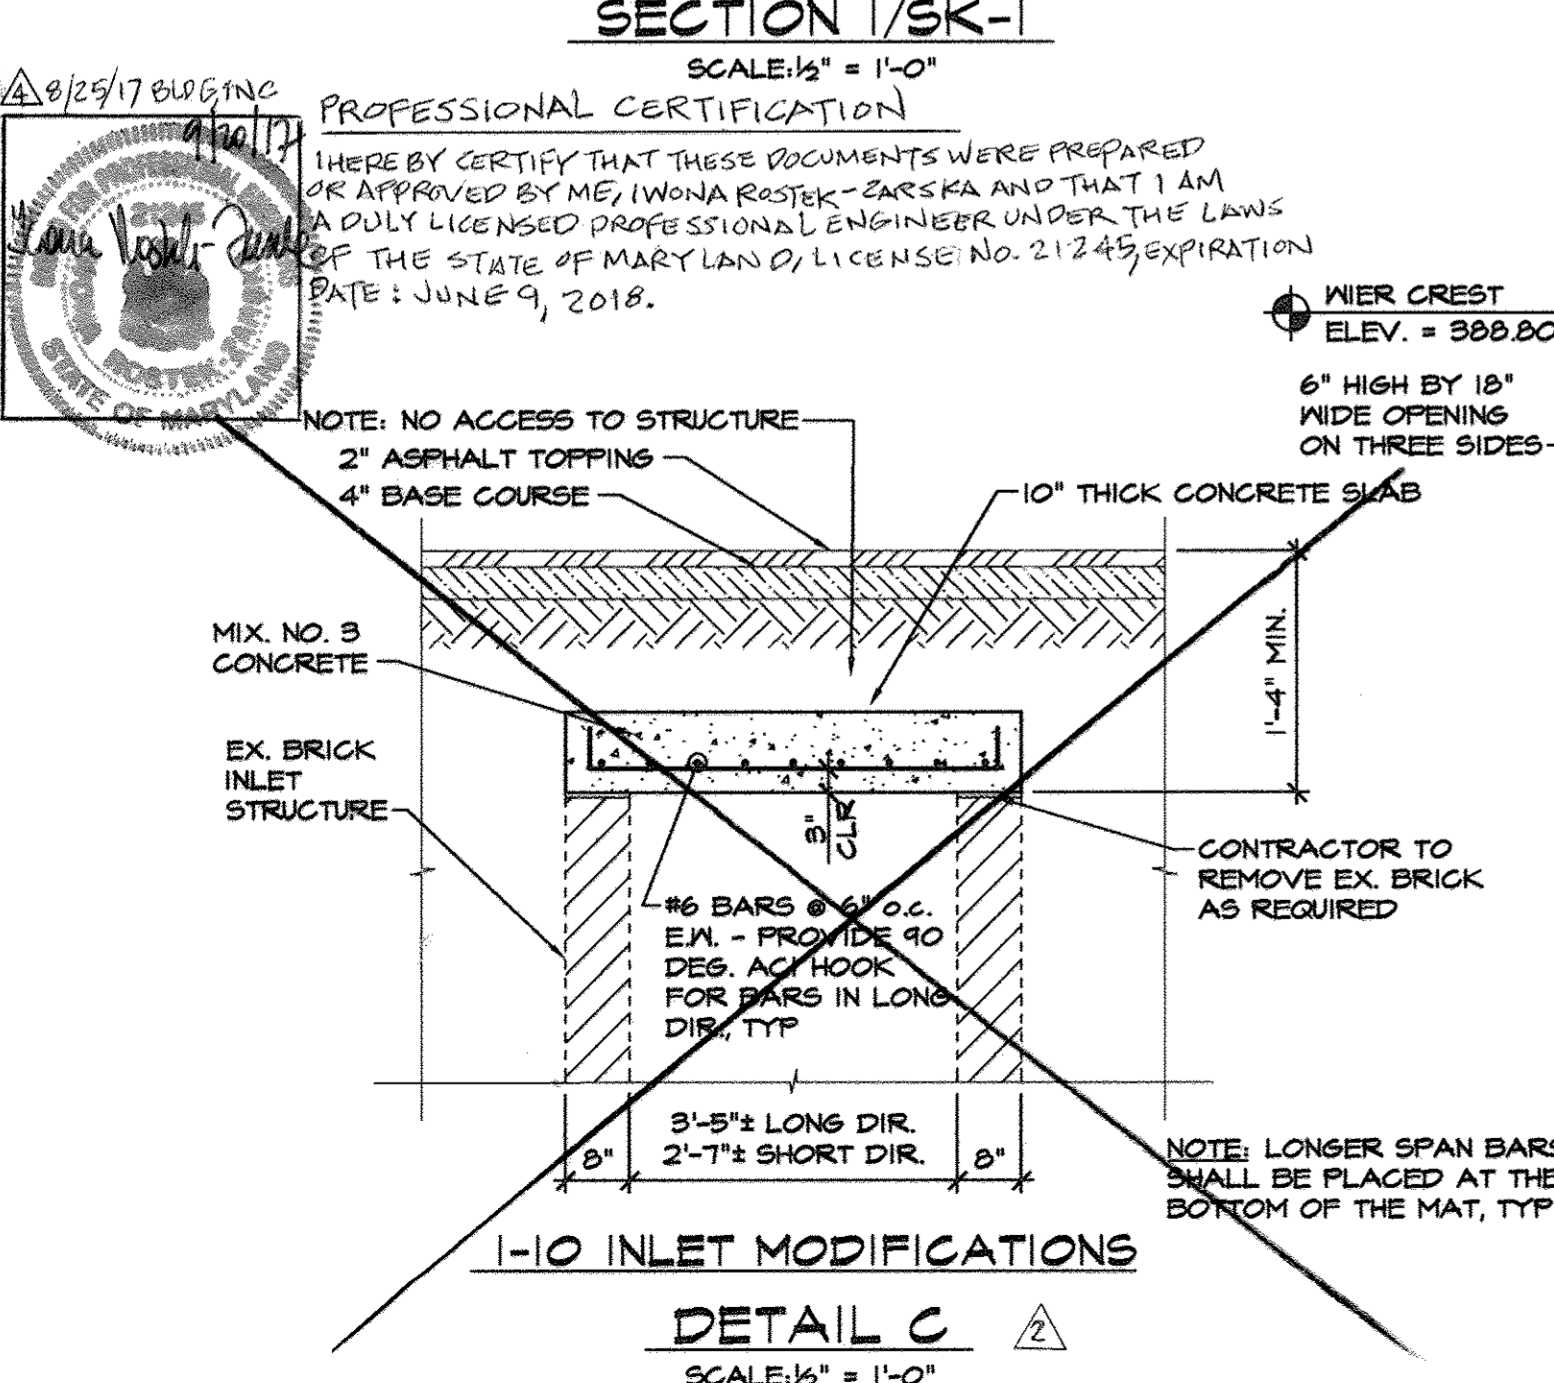 SECTION 1/SK-1
SCALE:½" = 1'-0"
4 8/25/17 BLDG, INC
9/20/17
PROFESSIONAL CERTIFICATION
I HEREBY CERTIFY THAT THESE DOCUMENTS WERE PREPARED
OR APPROVED BY ME, IWONA ROSTEK-ZARSKA AND THAT I AM
A DULY LICENSED PROFESSIONAL ENGINEER UNDER THE LAWS
OF THE STATE OF MARYLAND, LICENSE NO. 21245, EXPIRATION
DATE: JUNE 9, 2018.
STATE OF MARYLAND
WIER CREST
ELEV. = 388.80
6" HIGH BY 18"
WIDE OPENING
ON THREE SIDES
NOTE: NO ACCESS TO STRUCTURE
2" ASPHALT TOPPING
4" BASE COURSE
10" THICK CONCRETE SLAB
MIX. NO. 3
CONCRETE
1'-4" MIN.
EX. BRICK
INLET
STRUCTURE
3"
CLR
CONTRACTOR TO
REMOVE EX. BRICK
AS REQUIRED
#6 BARS @ 6" O.C.
E.W. - PROVIDE 90
DEG. ACI HOOK
FOR BARS IN LONG
DIR., TYP
3'-5"± LONG DIR.
2'-7"± SHORT DIR.
8"
8"
NOTE: LONGER SPAN BARS
SHALL BE PLACED AT THE
BOTTOM OF THE MAT, TYP
I-10 INLET MODIFICATIONS
DETAIL C
2
SCALE:½" = 1'-0"